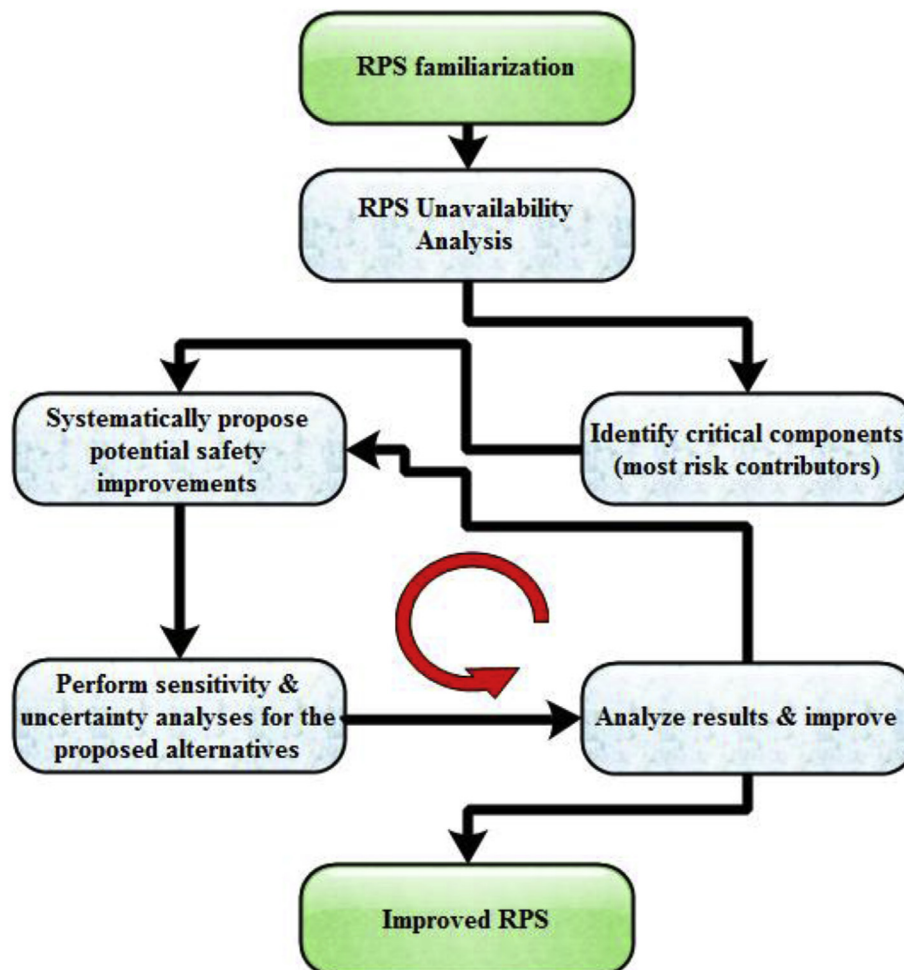 RPS familiarization
RPS Unavailability
Analysis
Identify critical components
(most risk contributors)
Systematically propose
potential safety
improvements
Perform sensitivity &
uncertainty analyses for the
proposed alternatives
Analyze results & improve
Improved RPS